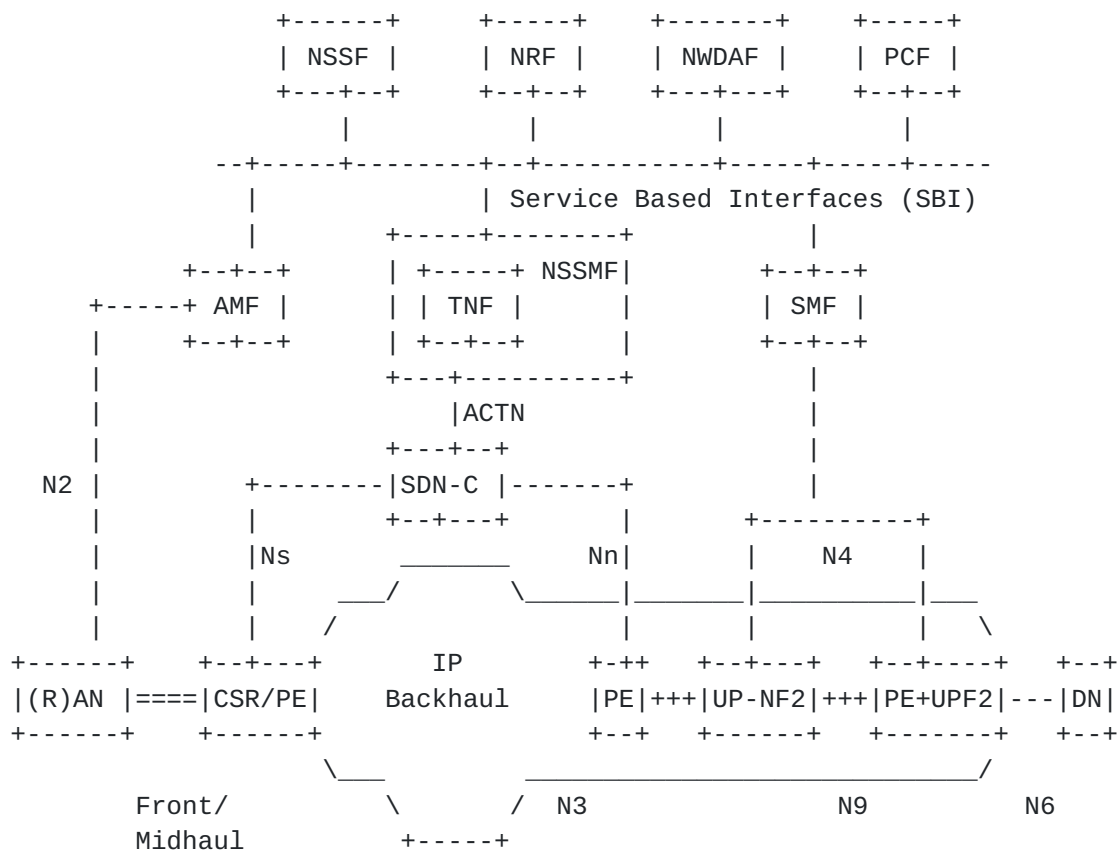 NSSF NRF NWDAF PCF
Service Based Interfaces (SBI)
NSSMF
AMF TNF SMF
ACTN
N2 SDN-C
Ns Nn N4
IP
(R)AN CSR/PE Backhaul PE UP-NF2 PE+UPF2 DN
Front/ N3 N9 N6
Midhaul